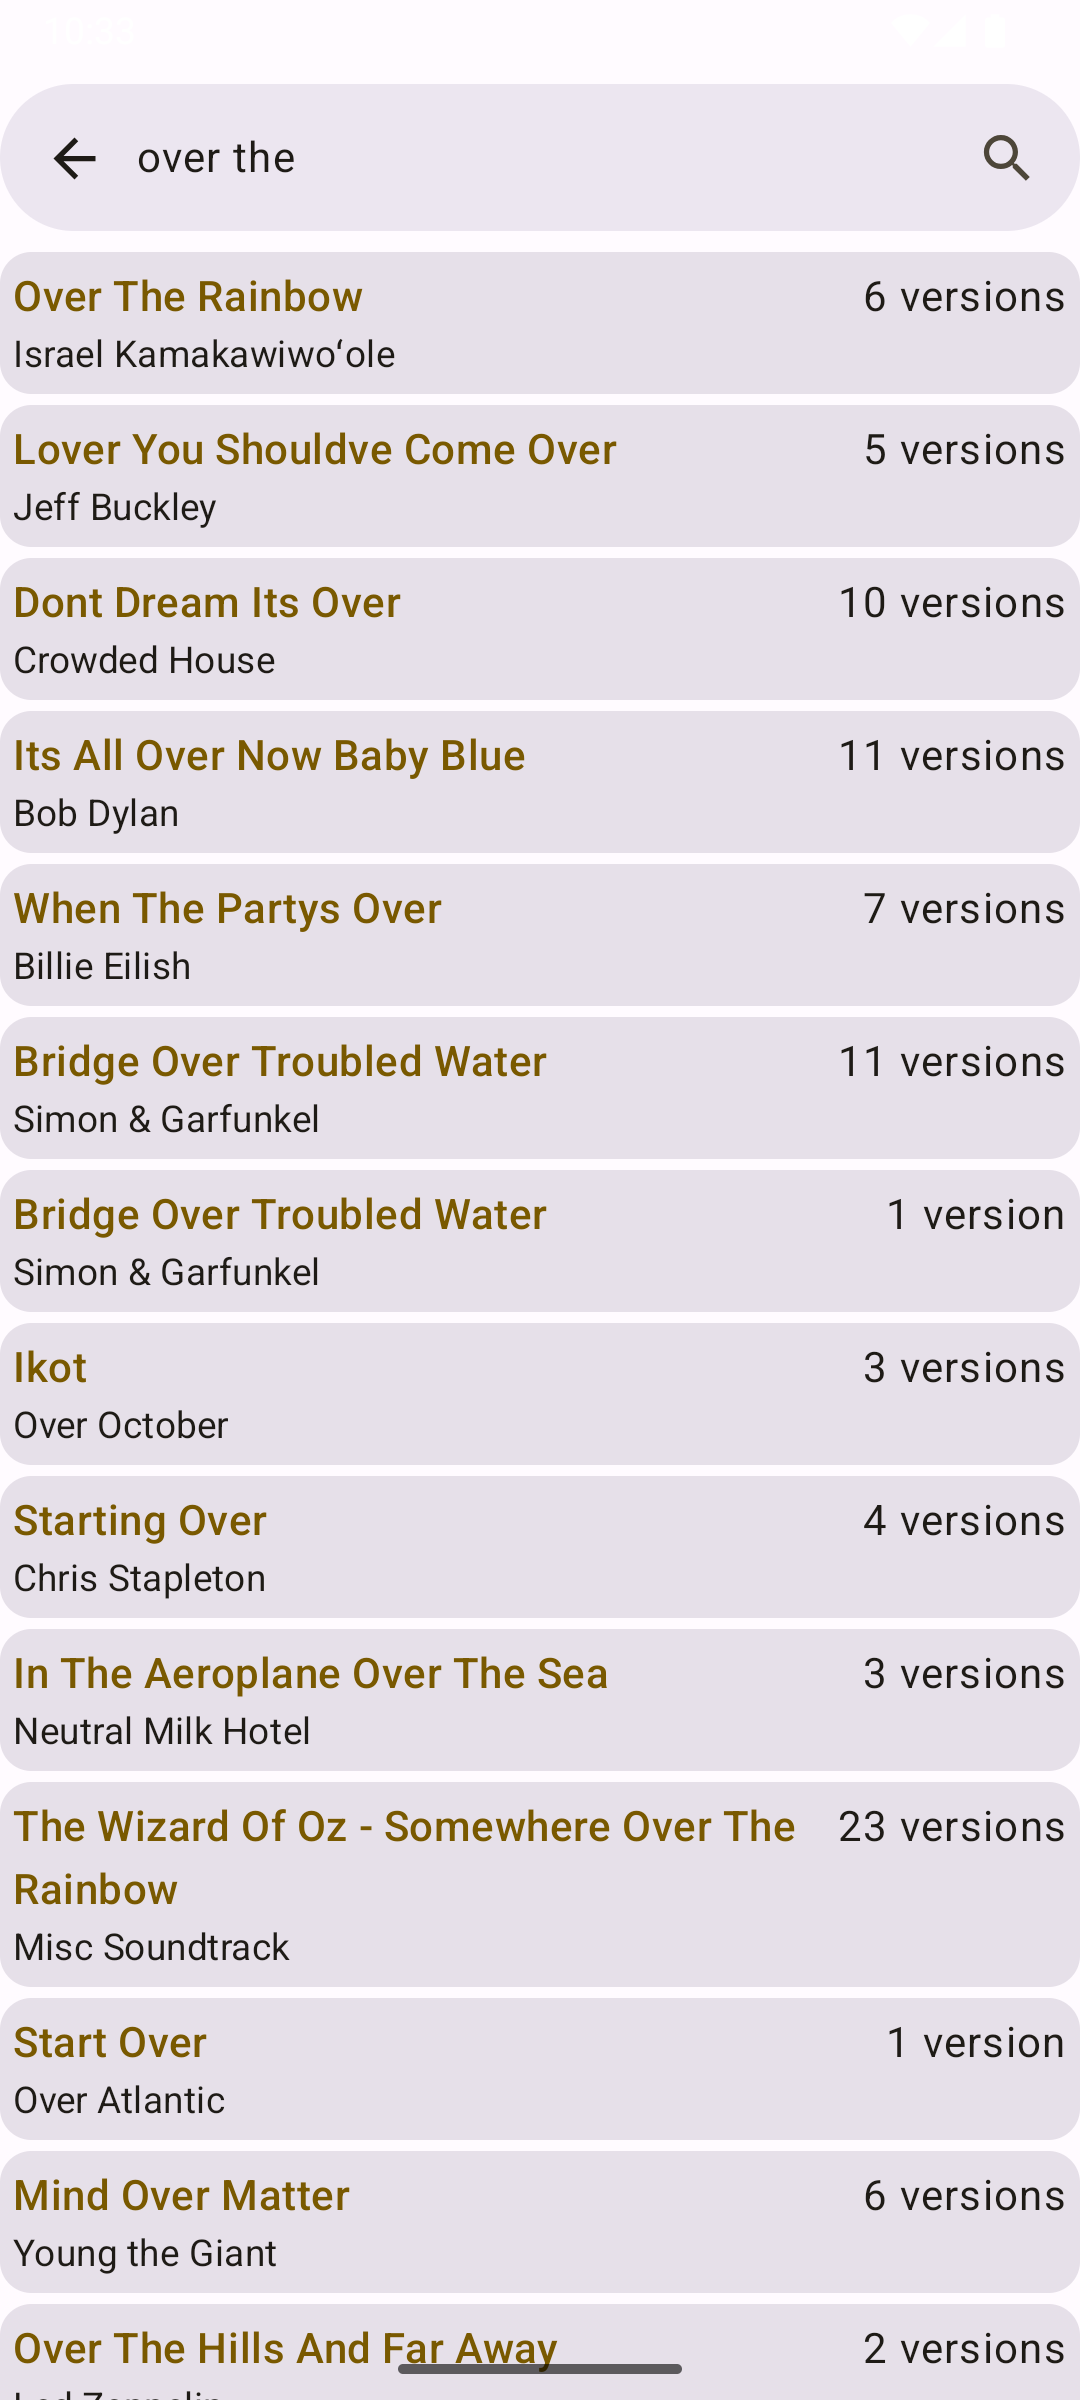 over the
Over The Rainbow 6 versions
Israel Kamakawiwoʻole
Lover You Shouldve Come Over 5 versions
Jeff Buckley
Dont Dream Its Over 10 versions
Crowded House
Its All Over Now Baby Blue 11 versions
Bob Dylan
When The Partys Over 7 versions
Billie Eilish
Bridge Over Troubled Water 11 versions
Simon & Garfunkel
Bridge Over Troubled Water 1 version
Simon & Garfunkel
Ikot 3 versions
Over October
Starting Over 4 versions
Chris Stapleton
In The Aeroplane Over The Sea 3 versions
Neutral Milk Hotel
The Wizard Of Oz - Somewhere Over The 23 versions
Rainbow
Misc Soundtrack
Start Over 1 version
Over Atlantic
Mind Over Matter 6 versions
Young the Giant
Over The Hills And Far Away 2 versions